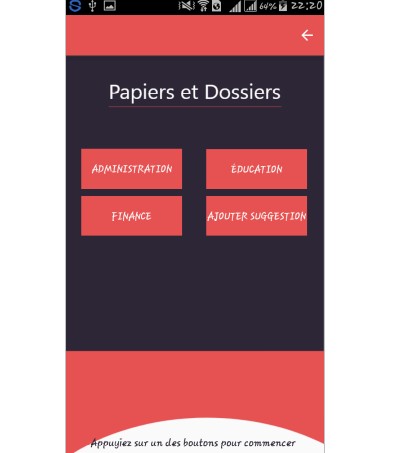 64% 22:20
Papiers et Dossiers
ADMINISTRATION ÉDUCATION
FINANCE AJOUTER SUGGESTION
Appuyiez sur un des boutons pour commencer